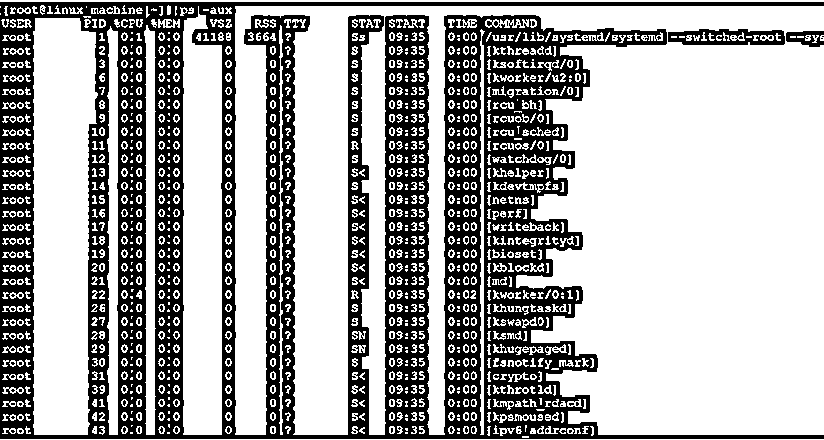 [root@linux machine ~]# ps -aux
USER PID %CPU %MEM VSZ RSS TTY STAT START TIME COMMAND
root 1 0.1 0.0 41188 3664 ? Ss 09:35 0:00 /usr/lib/systemd/systemd --switched-root --sys
root 2 0.0 0.0 0 0 ? S 09:35 0:00 [kthreadd]
root 3 0.0 0.0 0 0 ? S 09:35 0:00 [ksoftirqd/0]
root 6 0.0 0.0 0 0 ? S 09:35 0:00 [kworker/u2:0]
root 7 0.0 0.0 0 0 ? S 09:35 0:00 [migration/0]
root 8 0.0 0.0 0 0 ? S 09:35 0:00 [rcu_bh]
root 9 0.0 0.0 0 0 ? S 09:35 0:00 [rcuob/0]
root 10 0.0 0.0 0 0 ? S 09:35 0:00 [rcu_sched]
root 11 0.0 0.0 0 0 ? R 09:35 0:00 [rcuos/0]
root 12 0.0 0.0 0 0 ? S 09:35 0:00 [watchdog/0]
root 13 0.0 0.0 0 0 ? S< 09:35 0:00 [khelper]
root 14 0.0 0.0 0 0 ? S 09:35 0:00 [kdevtmpfs]
root 15 0.0 0.0 0 0 ? S< 09:35 0:00 [netns]
root 16 0.0 0.0 0 0 ? S< 09:35 0:00 [perf]
root 17 0.0 0.0 0 0 ? S< 09:35 0:00 [writeback]
root 18 0.0 0.0 0 0 ? S< 09:35 0:00 [kintegrityd]
root 19 0.0 0.0 0 0 ? S< 09:35 0:00 [bioset]
root 20 0.0 0.0 0 0 ? S< 09:35 0:00 [kblockd]
root 21 0.0 0.0 0 0 ? S< 09:35 0:00 [md]
root 22 0.4 0.0 0 0 ? R 09:35 0:02 [kworker/0:1]
root 26 0.0 0.0 0 0 ? S 09:35 0:00 [khungtaskd]
root 27 0.0 0.0 0 0 ? S 09:35 0:00 [kswapd0]
root 28 0.0 0.0 0 0 ? SN 09:35 0:00 [ksmd]
root 29 0.0 0.0 0 0 ? SN 09:35 0:00 [khugepaged]
root 30 0.0 0.0 0 0 ? S 09:35 0:00 [fsnotify_mark]
root 31 0.0 0.0 0 0 ? S< 09:35 0:00 [crypto]
root 39 0.0 0.0 0 0 ? S< 09:35 0:00 [kthrotld]
root 41 0.0 0.0 0 0 ? S< 09:35 0:00 [kmpath_rdacd]
root 42 0.0 0.0 0 0 ? S< 09:35 0:00 [kpsmoused]
root 43 0.0 0.0 0 0 ? S< 09:35 0:00 [ipv6_addrconf]